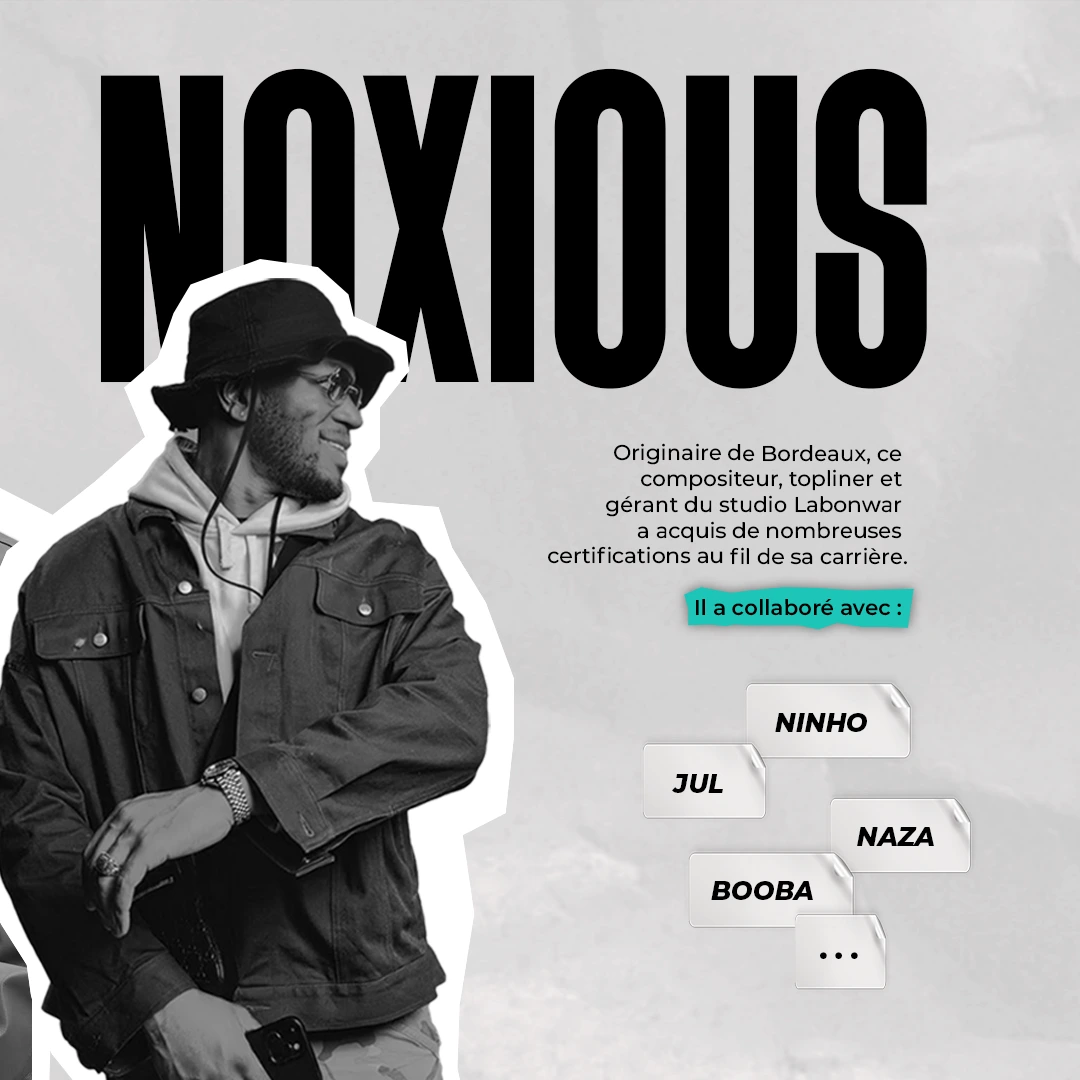 NOXIOUS
Originaire de Bordeaux, ce
compositeur, topliner et
gérant du studio Labonwar
a acquis de nombreuses
certifications au fil de sa carrière.
Il a collaboré avec :
NINHO
JUL
NAZA
BOOBA
...